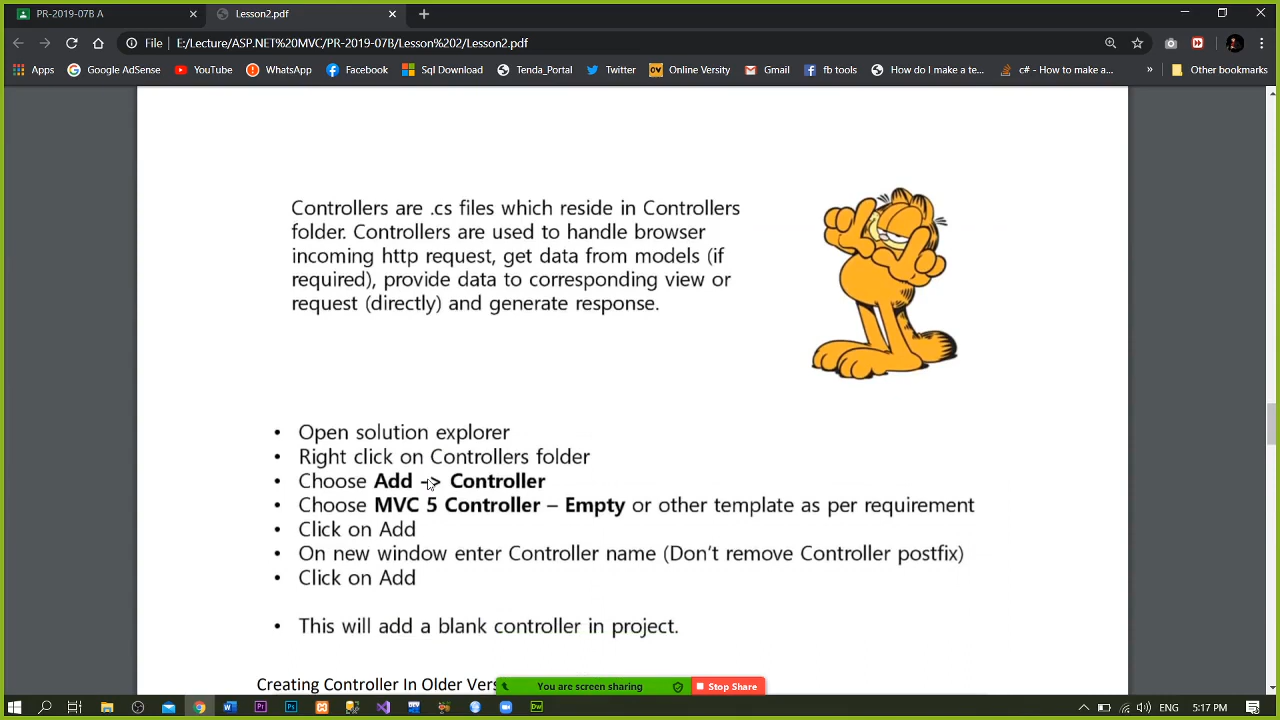 PR-2019-07B
Lesson2.pdf
File
E:/Lecture/ASP.NET%20MVC/PR-2019-07B/Lesson%202/Lesson2.pdf
Apps
Google AdSense
YouTube
WhatsApp
Facebook
Sql Download
Tenda_Portal
Twitter
OV
Online Versity
Gmail
fb tools
How do I make a te...
c# - How to make a...
»
Other bookmarks
Controllers are .cs files which reside in Controllers
folder. Controllers are used to handle browser
incoming http request, get data from models (if
required), provide data to corresponding view or
request (directly) and generate response.
• Open solution explorer
• Right click on Controllers folder
• Choose Add -> Controller
• Choose MVC 5 Controller – Empty or other template as per requirement
• Click on Add
• On new window enter Controller name (Don't remove Controller postfix)
• Click on Add
• This will add a blank controller in project.
Creating Controller In Older Vers
You are screen sharing
Stop Share
W
Pr
Ps
Dw
ENG
5:17 PM